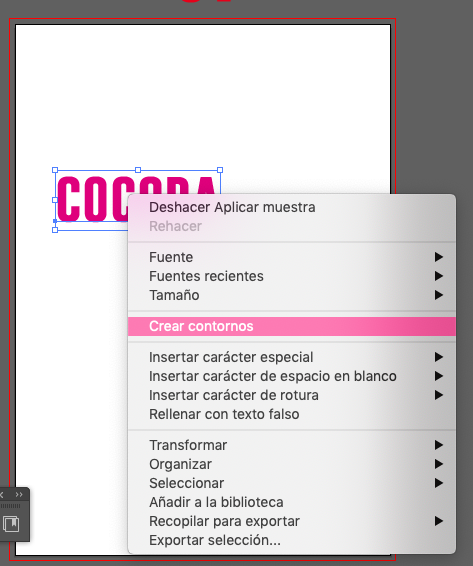 Deshacer Aplicar muestra
Rehacer
Fuente
Fuentes recientes
Tamaño
Crear contornos
Insertar carácter especial
Insertar carácter de espacio en blanco
Insertar carácter de rotura
Rellenar con texto falso
Transformar
Organizar
Seleccionar
Añadir a la biblioteca
Recopilar para exportar
Exportar selección...